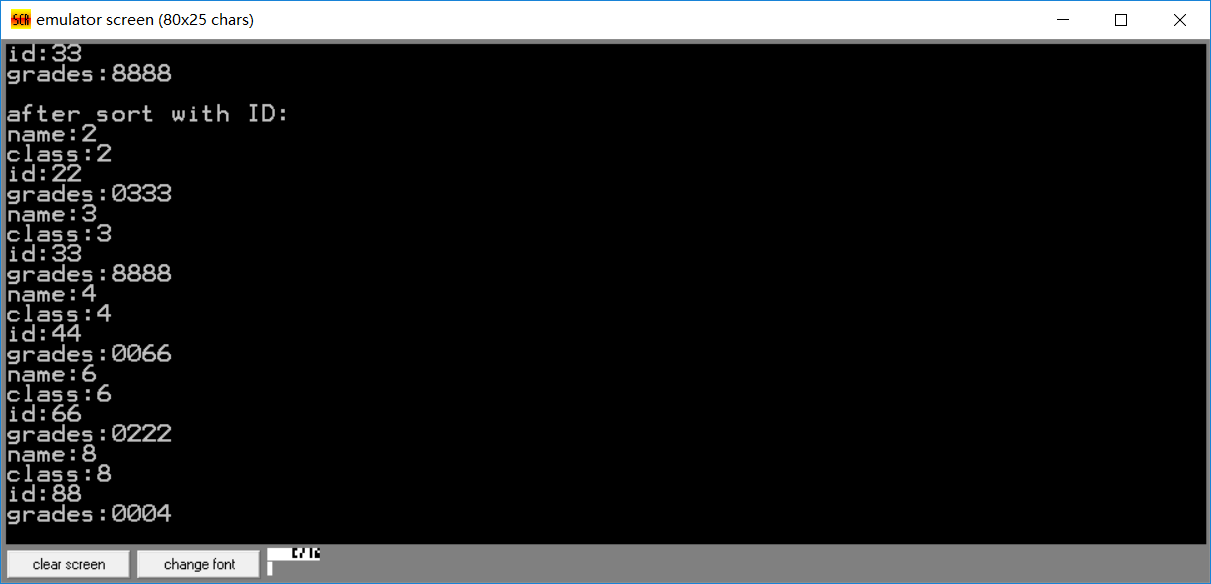 emulator screen (80x25 chars)
id:33
grades:8888
after sort with ID:
name:2
class:2
id:22
grades:0333
name:3
class:3
id:33
grades:8888
name:4
class:4
id:44
grades:0066
name:6
class:6
id:66
grades:0222
name:8
class:8
id:88
grades:0004
clear screen
change font